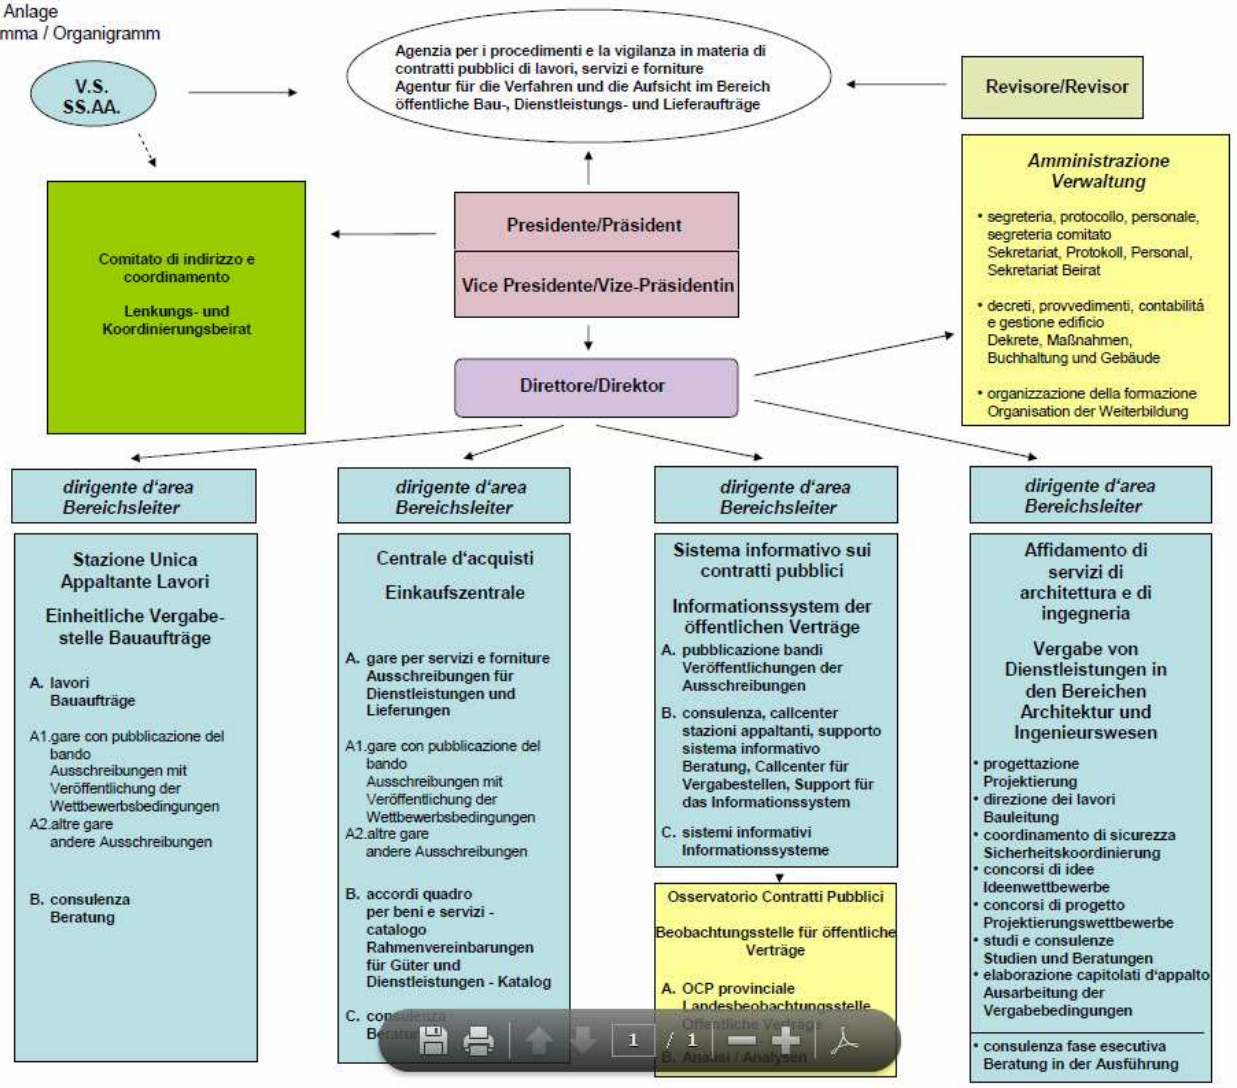 Anlage
mma / Organigramm
V.S.
SS.AA.
Agenzia per i procedimenti e la vigilanza in materia di
contratti pubblici di lavori, servizi e forniture
Agentur für die Verfahren und die Aufsicht im Bereich
öffentliche Bau-, Dienstleistungs- und Lieferaufträge
Revisore/Revisor
Amministrazione
Verwaltung
• segreteria, protocollo, personale,
segreteria comitato
Sekretariat, Protokoll, Personal,
Sekretariat Beirat
• decreti, provvedimenti, contabilitá
e gestione edificio
Dekrete, Maßnahmen,
Buchhaltung und Gebäude
• organizzazione della formazione
Organisation der Weiterbildung
Comitato di indirizzo e
coordinamento
Lenkungs- und
Koordinierungsbeirat
Presidente/Präsident
Vice Presidente/Vize-Präsidentin
Direttore/Direktor
dirigente d'area
Bereichsleiter
Stazione Unica
Appaltante Lavori
Einheitliche Vergabe-
stelle Bauaufträge
A. lavori
Bauaufträge
A1.gare con pubblicazione del
bando
Ausschreibungen mit
Veröffentlichung der
Wettbewerbsbedingungen
A2.altre gare
andere Ausschreibungen
B. consulenza
Beratung
dirigente d'area
Bereichsleiter
Centrale d'acquisti
Einkaufszentrale
A. gare per servizi e forniture
Ausschreibungen für
Dienstleistungen und
Lieferungen
A1.gare con pubblicazione del
bando
Ausschreibungen mit
Veröffentlichung der
Wettbewerbsbedingungen
A2.altre gare
andere Ausschreibungen
B. accordi quadro
per beni e servizi -
catalogo
Rahmenvereinbarungen
für Güter und
Dienstleistungen - Katalog
C. consulenza
Beratung
dirigente d'area
Bereichsleiter
Sistema informativo sui
contratti pubblici
Informationssystem der
öffentlichen Verträge
A. pubblicazione bandi
Veröffentlichungen der
Ausschreibungen
B. consulenza, callcenter
stazioni appaltanti, supporto
sistema informativo
Beratung, Callcenter für
Vergabestellen, Support für
das Informationssystem
C. sistemi informativi
Informationssysteme
Osservatorio Contratti Pubblici
Beobachtungsstelle für öffentliche
Verträge
A. OCP provinciale
Landesbeobachtungsstelle
Öffentliche Verträge
B. Analisi / Analysen
dirigente d'area
Bereichsleiter
Affidamento di
servizi di
architettura e di
ingegneria
Vergabe von
Dienstleistungen in
den Bereichen
Architektur und
Ingenieurswesen
• progettazione
Projektierung
• direzione dei lavori
Bauleitung
• coordinamento di sicurezza
Sicherheitskoordinierung
• concorsi di idee
Ideenwettbewerbe
• concorsi di progetto
Projektierungswettbewerbe
• studi e consulenze
Studien und Beratungen
• elaborazione capitolati d'appalto
Ausarbeitung der
Vergabebedingungen
• consulenza fase esecutiva
Beratung in der Ausführung
1 / 1